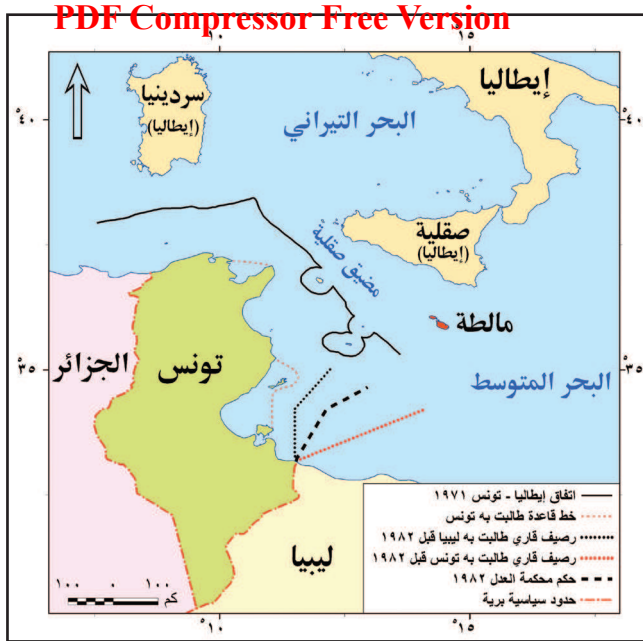 PDF Compressor Free Version
°١٠
°١٥
إيطاليا
سردينيا
(إيطاليا)
°٤٠
°٤٠
البحر التيراني
صقلية
(إيطاليا)
مضيق صقلية
مالطة
الجزائر
تونس
°٣٥
°٣٥
البحر المتوسط
ليبيا
اتفاق إيطاليا - تونس ١٩٧١
خط قاعدة طالبت به تونس
رصيف قاري طالبت به ليبيا قبل ١٩٨٢
رصيف قاري طالبت به تونس قبل ١٩٨٢
حكم محكمة العدل ١٩٨٢
حدود سياسية برية
١٠٠ ٠ ١٠٠
كم
°١٠
°١٥